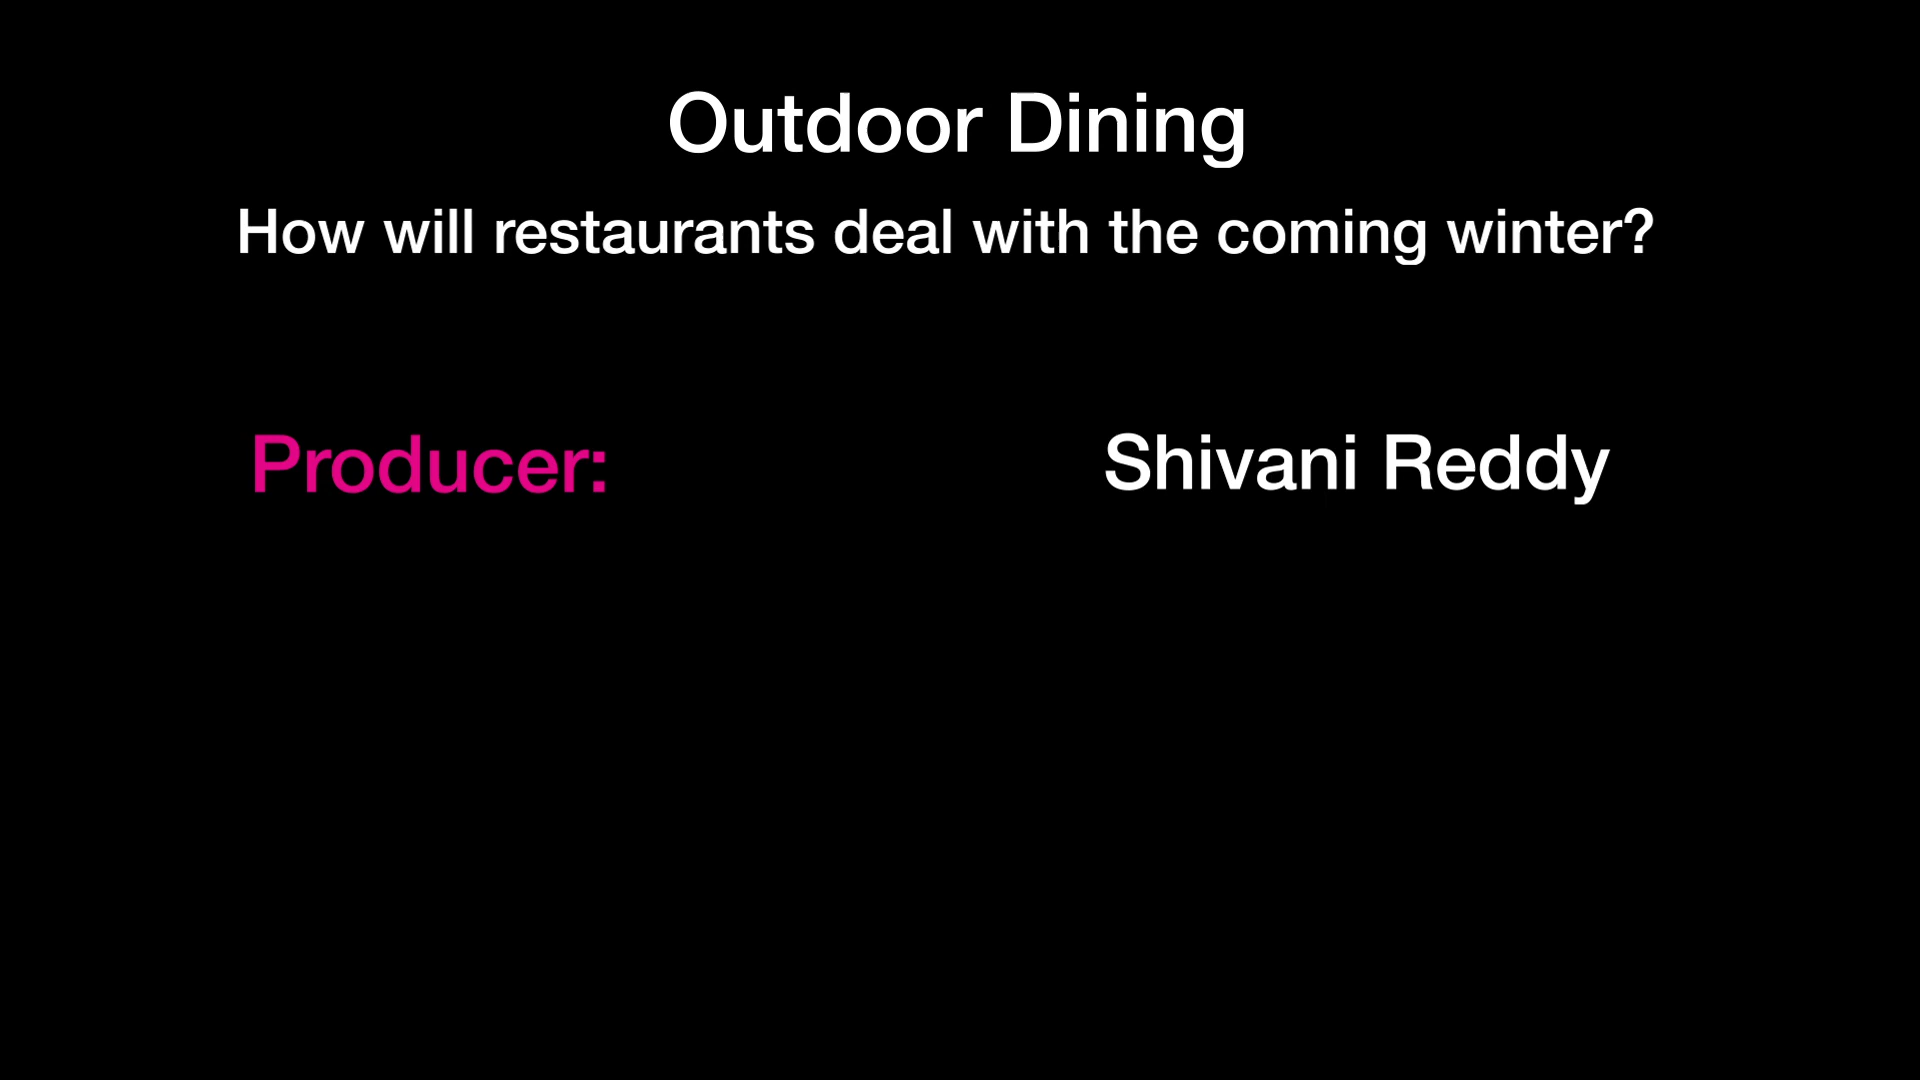 Outdoor Dining
How will restaurants deal with the coming winter?
Producer: Shivani Reddy